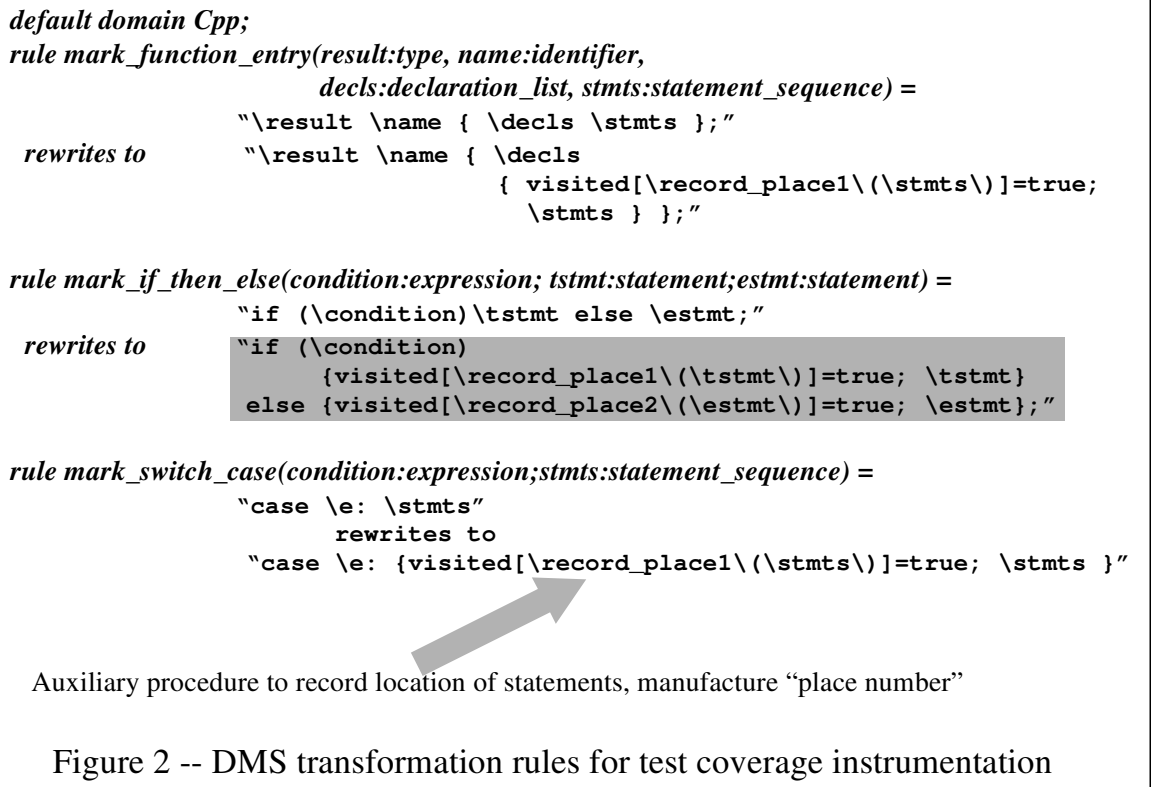 default domain Cpp;
rule mark_function_entry(result:type, name:identifier,
decls:declaration_list, stmts:statement_sequence) =
“\result \name { \decls \stmts };”
rewrites to “\result \name { \decls
{ visited[\record_place1\(\stmts\)]=true;
\stmts } };”
rule mark_if_then_else(condition:expression; tstmt:statement;estmt:statement) =
“if (\condition)\tstmt else \estmt;”
rewrites to “if (\condition)
{visited[\record_place1\(\tstmt\)]=true; \tstmt}
else {visited[\record_place2\(\estmt\)]=true; \estmt};”
rule mark_switch_case(condition:expression;stmts:statement_sequence) =
“case \e: \stmts”
rewrites to
“case \e: {visited[\record_place1\(\stmts\)]=true; \stmts }”
Auxiliary procedure to record location of statements, manufacture “place number”
Figure 2 -- DMS transformation rules for test coverage instrumentation